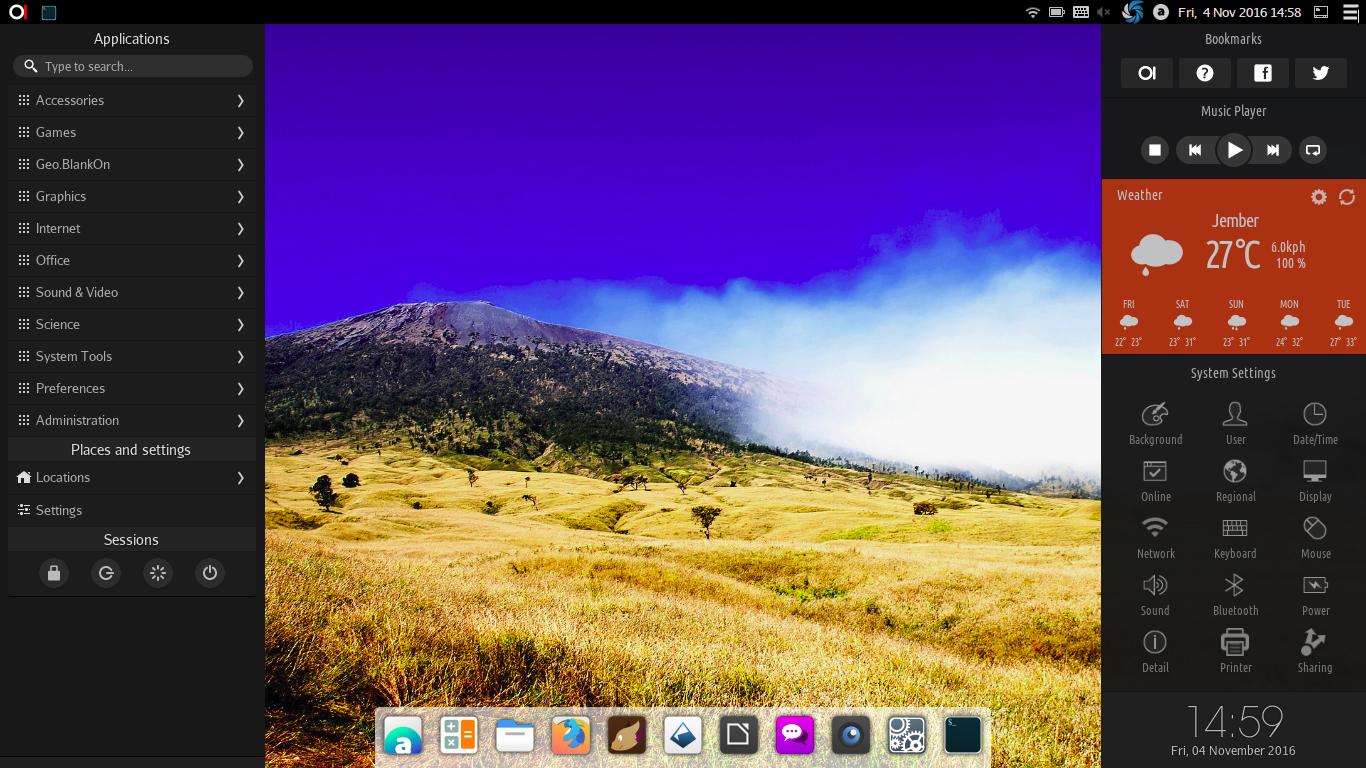 Fri, 4 Nov 2016 14:58
Applications
Type to search...
Accessories
Games
Geo.BlankOn
Graphics
Internet
Office
Sound & Video
Science
System Tools
Preferences
Administration
Places and settings
Locations
Settings
Sessions
Bookmarks
Music Player
Weather
Jember
27°C
6.0kph
100 %
FRI SAT SUN MON TUE
22° 23° 23° 31° 23° 31° 24° 32° 27° 33°
System Settings
Background User Date/Time
Online Regional Display
Network Keyboard Mouse
Sound Bluetooth Power
Detail Printer Sharing
14:59
Fri, 04 November 2016